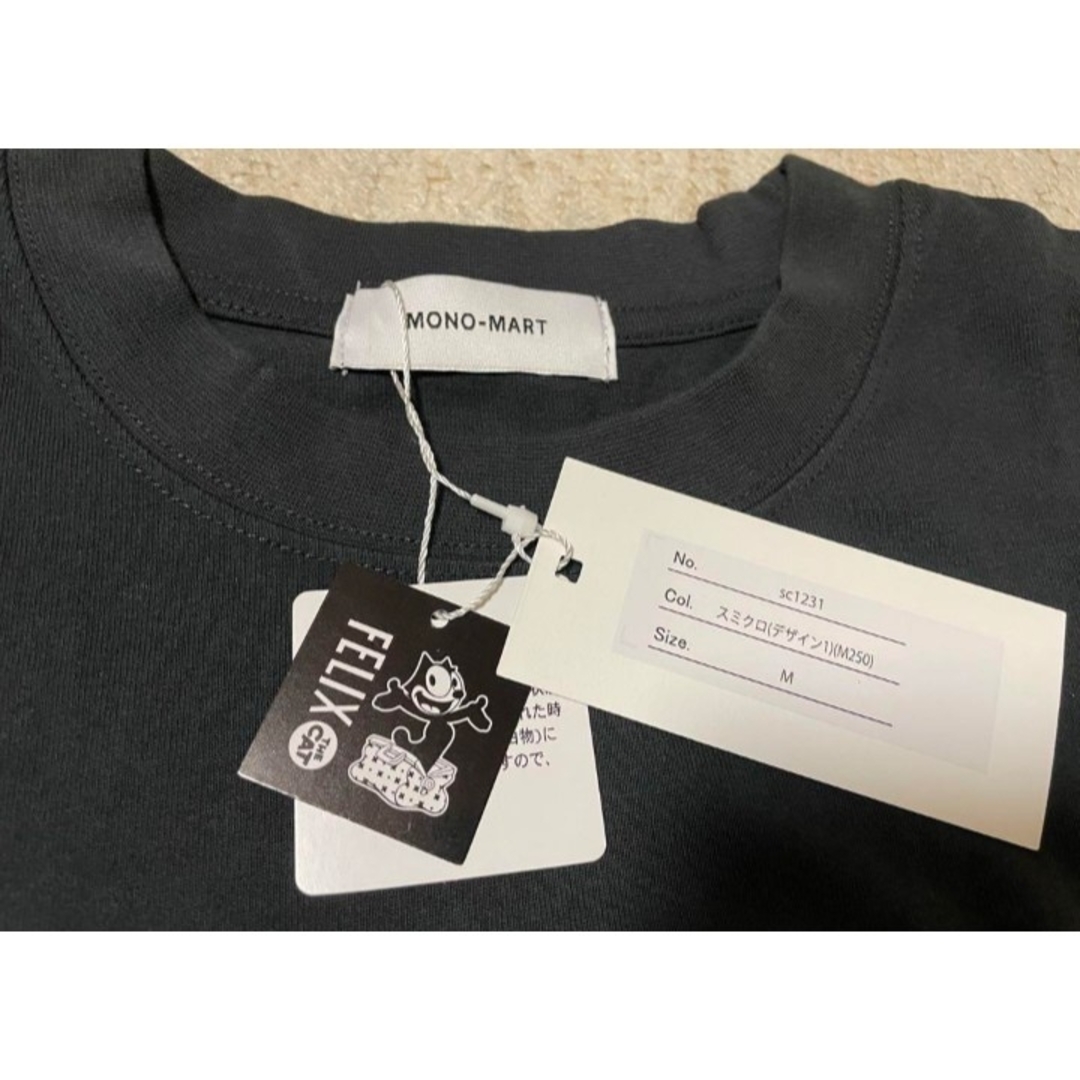 MONO-MART
No. sc1231
Col. スミクロ(デザイン1)(M250)
Size. M
FELIX
THE
CAT
れた時
物)に
すので、